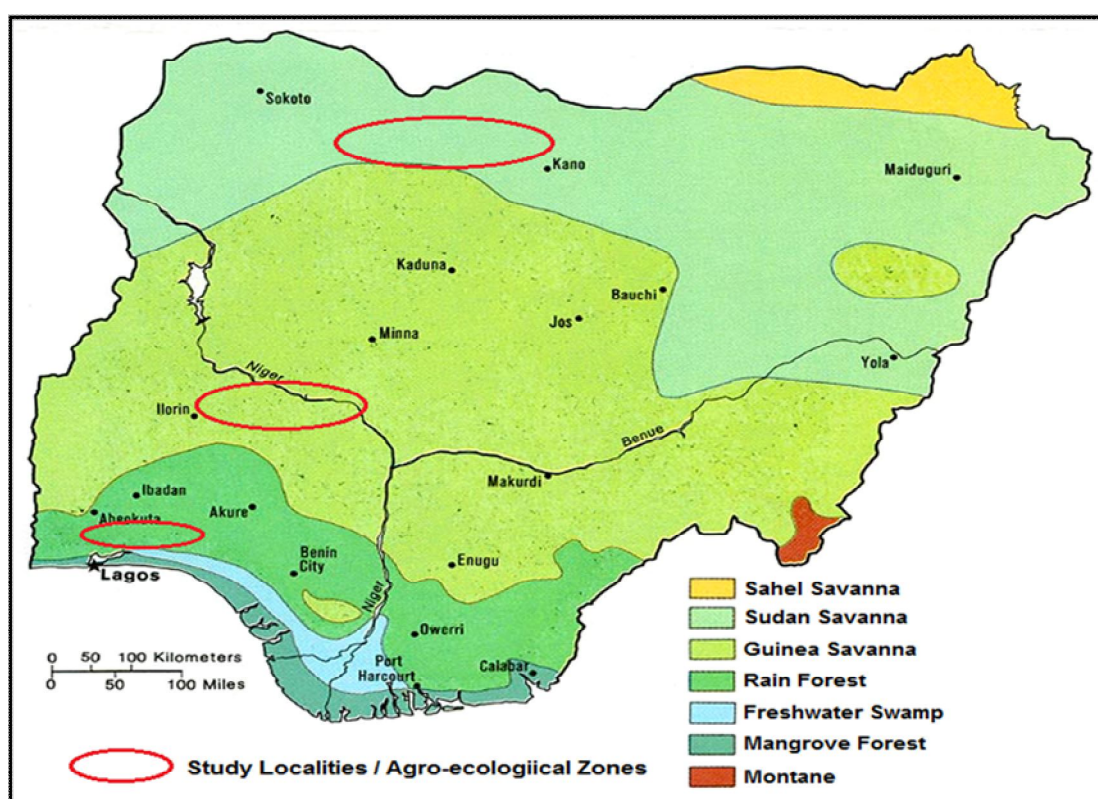 Sokoto
Kano
Maiduguri
Kaduna
Bauchi
Jos
Minna
Yola
Niger
Ilorin
Benue
Makurdi
Ibadan
Abeokuta
Akure
Benin
City
Enugu
Lagos
Niger
Owerri
Port
Harcourt
Calabar
0 50 100 Kilometers
0 50 100 Miles
Sahel Savanna
Sudan Savanna
Guinea Savanna
Rain Forest
Freshwater Swamp
Mangrove Forest
Montane
Study Localities / Agro-ecologiical Zones